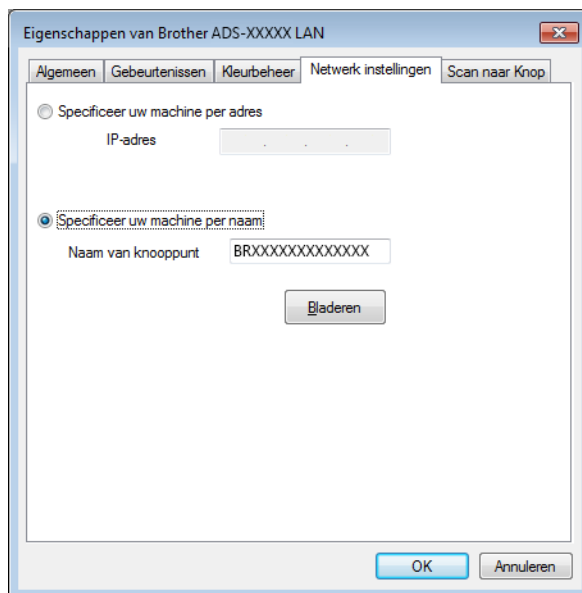 Eigenschappen van Brother ADS-XXXXX LAN
Algemeen Gebeurtenissen Kleurbeheer Netwerk instellingen Scan naar Knop
Specificeer uw machine per adres
IP-adres . . .
Specificeer uw machine per naam
Naam van knooppunt BRXXXXXXXXXXXXX
Bladeren
OK Annuleren